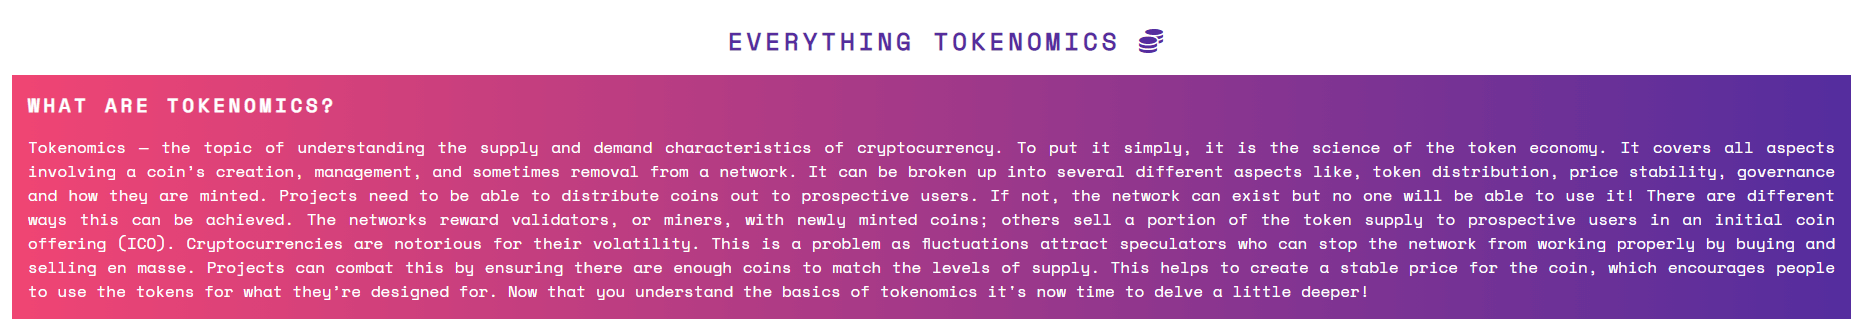 EVERYTHING TOKENOMICS
WHAT ARE TOKENOMICS?
Tokenomics – the topic of understanding the supply and demand characteristics of cryptocurrency. To put it simply, it is the science of the token economy. It covers all aspects
involving a coin’s creation, management, and sometimes removal from a network. It can be broken up into several different aspects like, token distribution, price stability, governance
and how they are minted. Projects need to be able to distribute coins out to prospective users. If not, the network can exist but no one will be able to use it! There are different
ways this can be achieved. The networks reward validators, or miners, with newly minted coins; others sell a portion of the token supply to prospective users in an initial coin
offering (ICO). Cryptocurrencies are notorious for their volatility. This is a problem as fluctuations attract speculators who can stop the network from working properly by buying and
selling en masse. Projects can combat this by ensuring there are enough coins to match the levels of supply. This helps to create a stable price for the coin, which encourages people
to use the tokens for what they’re designed for. Now that you understand the basics of tokenomics it's now time to delve a little deeper!